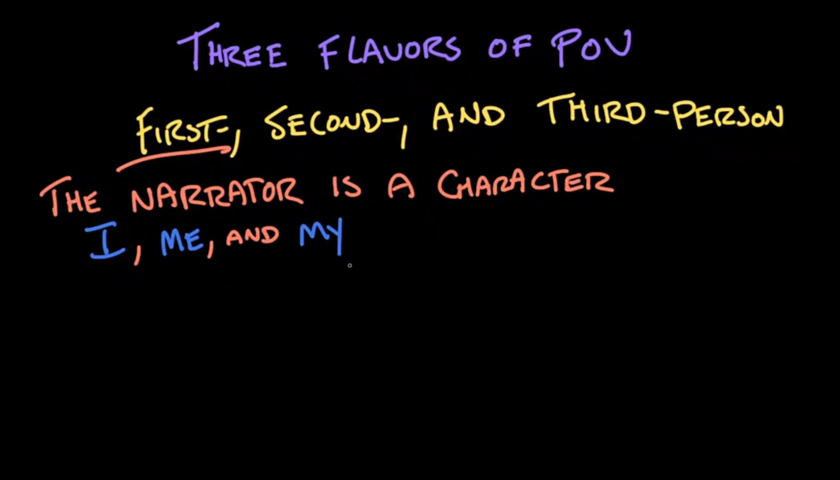 THREE FLAVORS OF POV
FIRST-, SECOND-, AND THIRD-PERSON
THE NARRATOR IS A CHARACTER
I, ME, AND MY